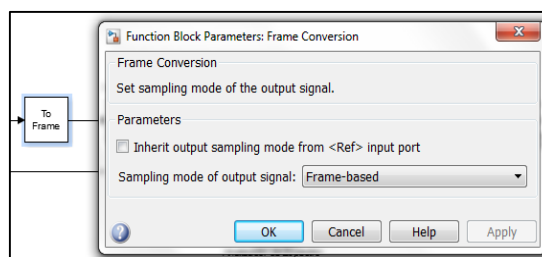 Function Block Parameters: Frame Conversion
Frame Conversion
Set sampling mode of the output signal.
Parameters
Inherit output sampling mode from <Ref> input port
Sampling mode of output signal: Frame-based
OK Cancel Help Apply
To
Frame